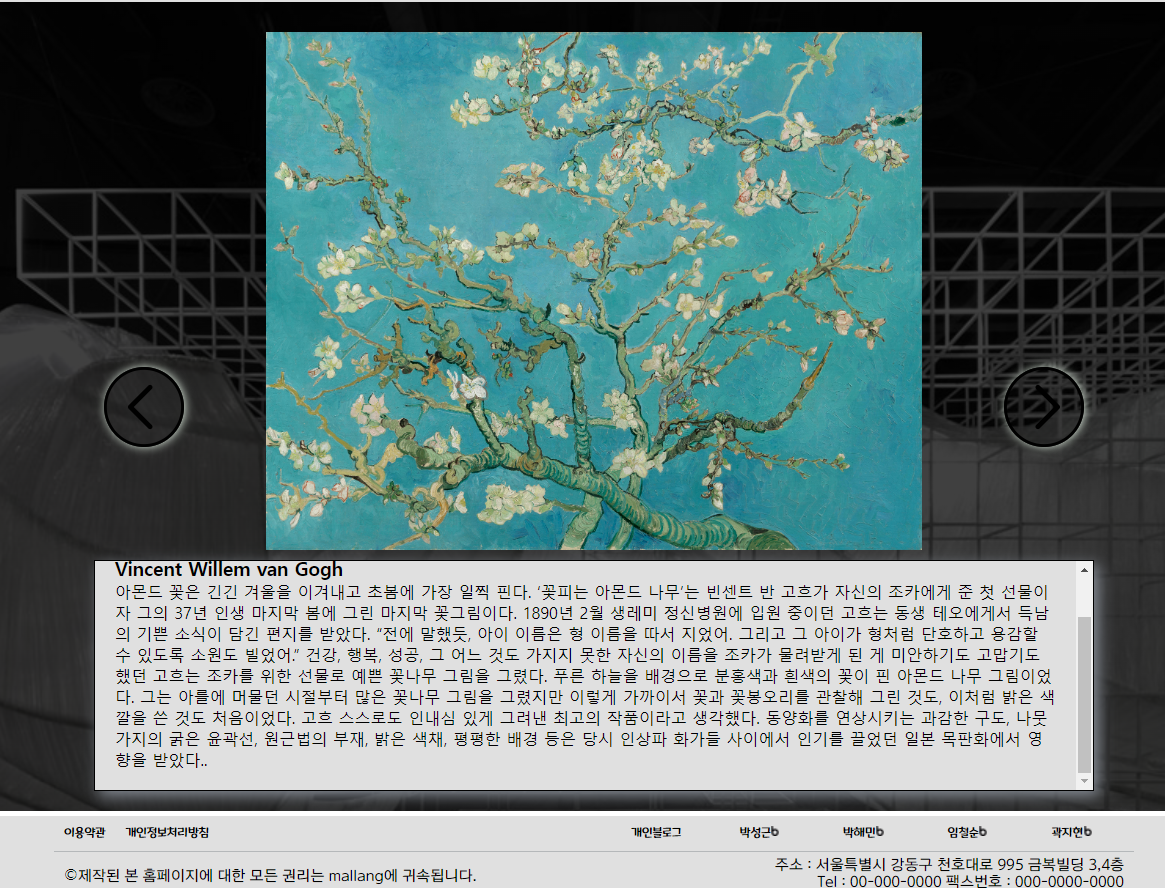 Vincent Willem van Gogh
아몬드 꽃은 긴긴 겨울을 이겨내고 초봄에 가장 일찍 핀다. ‘꽃피는 아몬드 나무’는 빈센트 반 고흐가 자신의 조카에게 준 첫 선물이
자 그의 37년 인생 마지막 봄에 그린 마지막 꽃그림이다. 1890년 2월 생레미 정신병원에 입원 중이던 고흐는 동생 테오에게서 득남
의 기쁜 소식이 담긴 편지를 받았다. “전에 말했듯, 아이 이름은 형 이름을 따서 지었어. 그리고 그 아이가 형처럼 단호하고 용감할
수 있도록 소원도 빌었어.” 건강, 행복, 성공, 그 어느 것도 가지지 못한 자신의 이름을 조카가 물려받게 된 게 미안하기도 고맙기도
했던 고흐는 조카를 위한 선물로 예쁜 꽃나무 그림을 그렸다. 푸른 하늘을 배경으로 분홍색과 흰색의 꽃이 핀 아몬드 나무 그림이었
다. 그는 아를에 머물던 시절부터 많은 꽃나무 그림을 그렸지만 이렇게 가까이서 꽃과 꽃봉오리를 관찰해 그린 것도, 이처럼 밝은 색
깔을 쓴 것도 처음이었다. 고흐 스스로도 인내심 있게 그려낸 최고의 작품이라고 생각했다. 동양화를 연상시키는 과감한 구도, 나뭇
가지의 굵은 윤곽선, 원근법의 부재, 밝은 색채, 평평한 배경 등은 당시 인상파 화가들 사이에서 인기를 끌었던 일본 목판화에서 영
향을 받았다..
이용약관 개인정보처리방침 개인블로그 박성근b 박해민b 임철순b 곽지현b
©제작된 본 홈페이지에 대한 모든 권리는 mallang에 귀속됩니다.
주소 : 서울특별시 강동구 천호대로 995 금복빌딩 3,4층
Tel : 00-000-0000 팩스번호 : 000-0000-0000